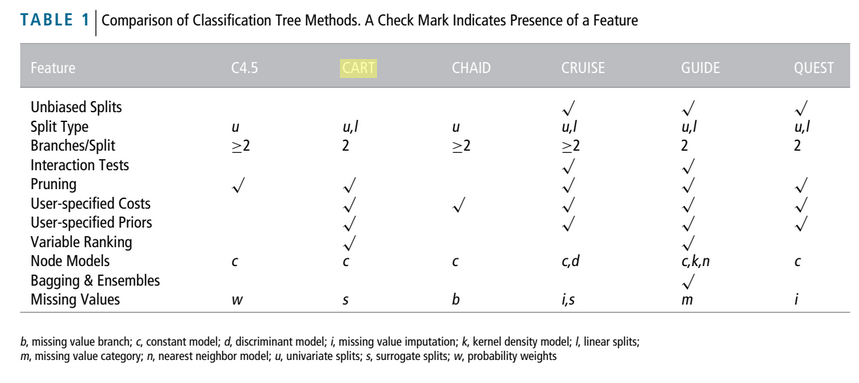 TABLE 1 | Comparison of Classification Tree Methods. A Check Mark Indicates Presence of a Feature
Feature C4.5 CART CHAID CRUISE GUIDE QUEST
Unbiased Splits √ √ √
Split Type u u,l u u,l u,l u,l
Branches/Split ≥2 2 ≥2 ≥2 2 2
Interaction Tests √ √
Pruning √ √ √ √ √
User-specified Costs √ √ √ √ √
User-specified Priors √ √ √ √
Variable Ranking √ √
Node Models c c c c,d c,k,n c
Bagging & Ensembles √
Missing Values w s b i,s m i
b, missing value branch; c, constant model; d, discriminant model; i, missing value imputation; k, kernel density model; l, linear splits;
m, missing value category; n, nearest neighbor model; u, univariate splits; s, surrogate splits; w, probability weights